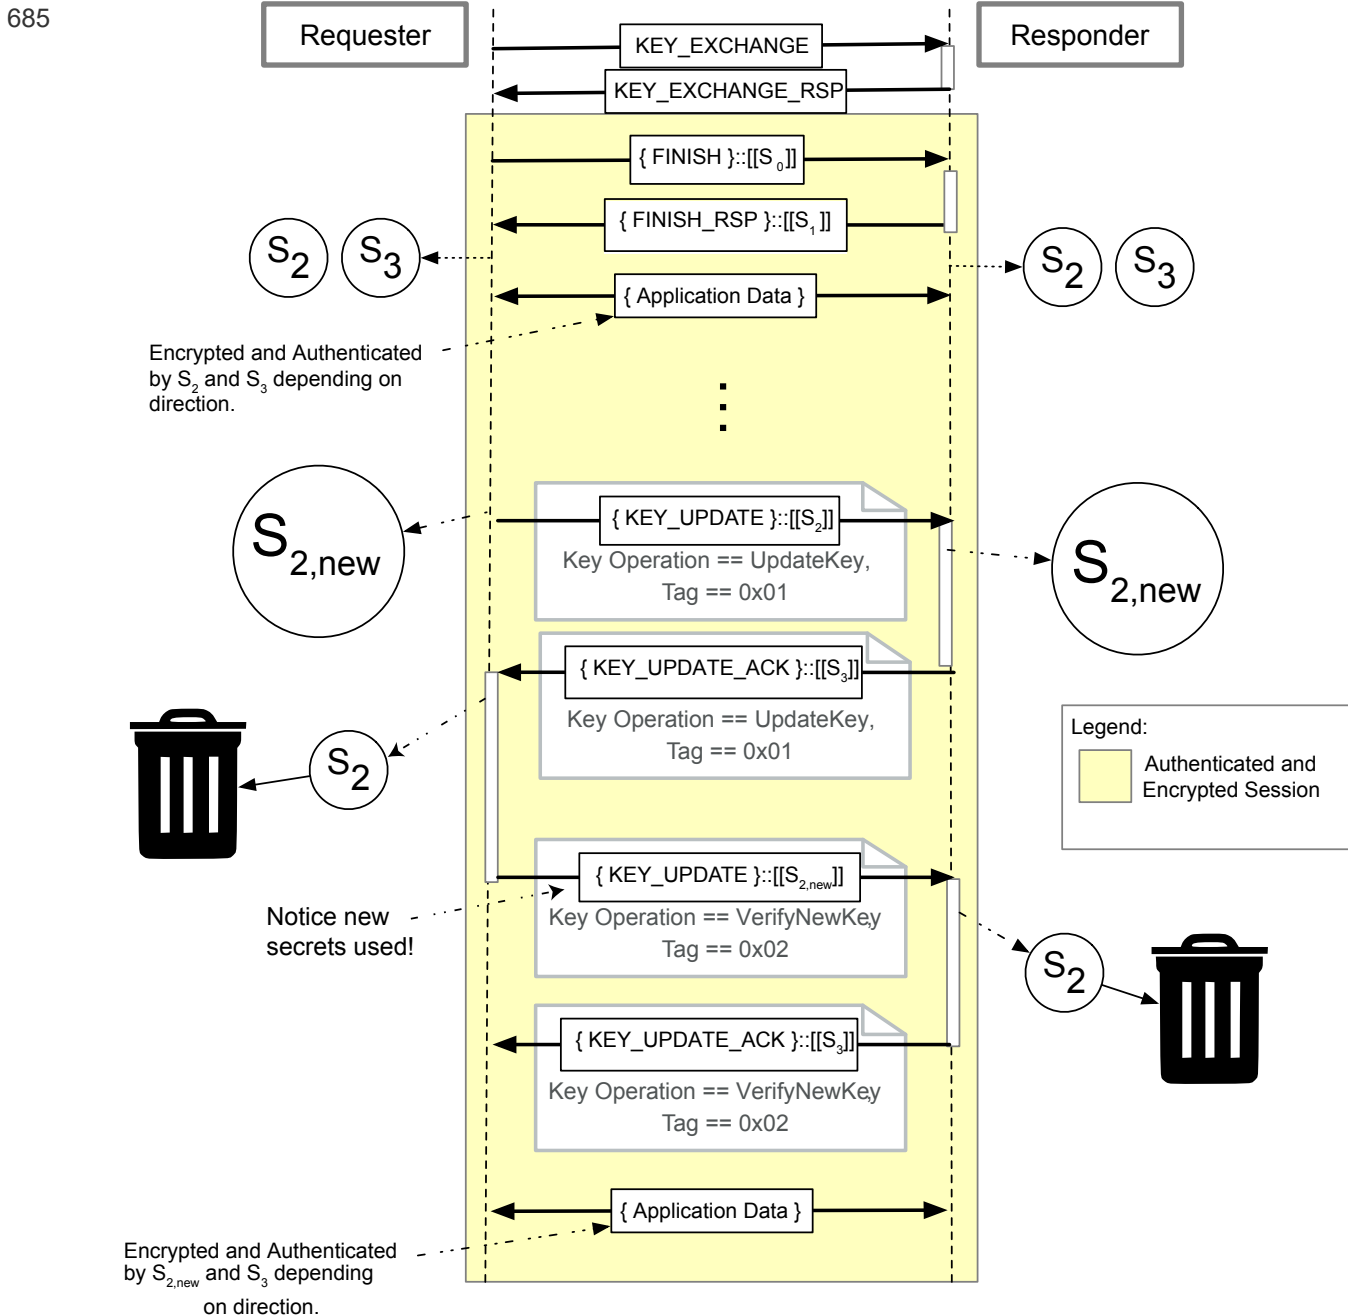 685
Requester
Responder
KEY_EXCHANGE
KEY_EXCHANGE_RSP
{ FINISH }::[[S0]]
{ FINISH_RSP }::[[S1]]
S2
S3
S2
S3
{ Application Data }
Encrypted and Authenticated
by S2 and S3 depending on
direction.
{ KEY_UPDATE }::[[S2]]
Key Operation == UpdateKey,
Tag == 0x01
S2,new
S2,new
{ KEY_UPDATE_ACK }::[[S3]]
Key Operation == UpdateKey,
Tag == 0x01
S2
Legend:
Authenticated and
Encrypted Session
{ KEY_UPDATE }::[[S2,new]]
Key Operation == VerifyNewKey,
Tag == 0x02
Notice new
secrets used!
S2
{ KEY_UPDATE_ACK }::[[S3]]
Key Operation == VerifyNewKey,
Tag == 0x02
{ Application Data }
Encrypted and Authenticated
by S2,new and S3 depending
on direction.